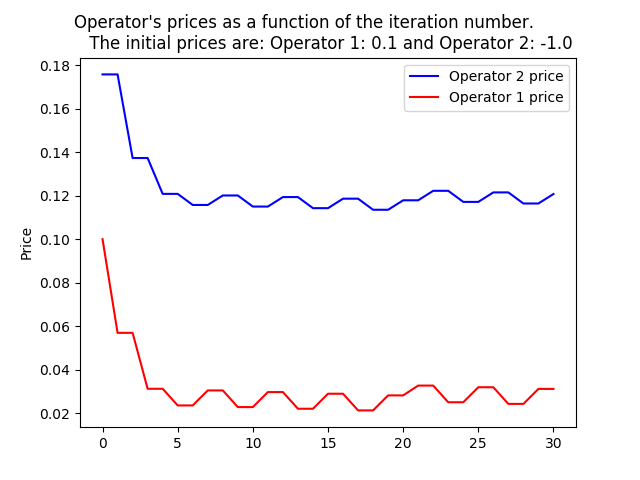 Operator's prices as a function of the iteration number.
The initial prices are: Operator 1: 0.1 and Operator 2: -1.0
Operator 2 price
Operator 1 price
Price
0.18
0.16
0.14
0.12
0.10
0.08
0.06
0.04
0.02
0 5 10 15 20 25 30